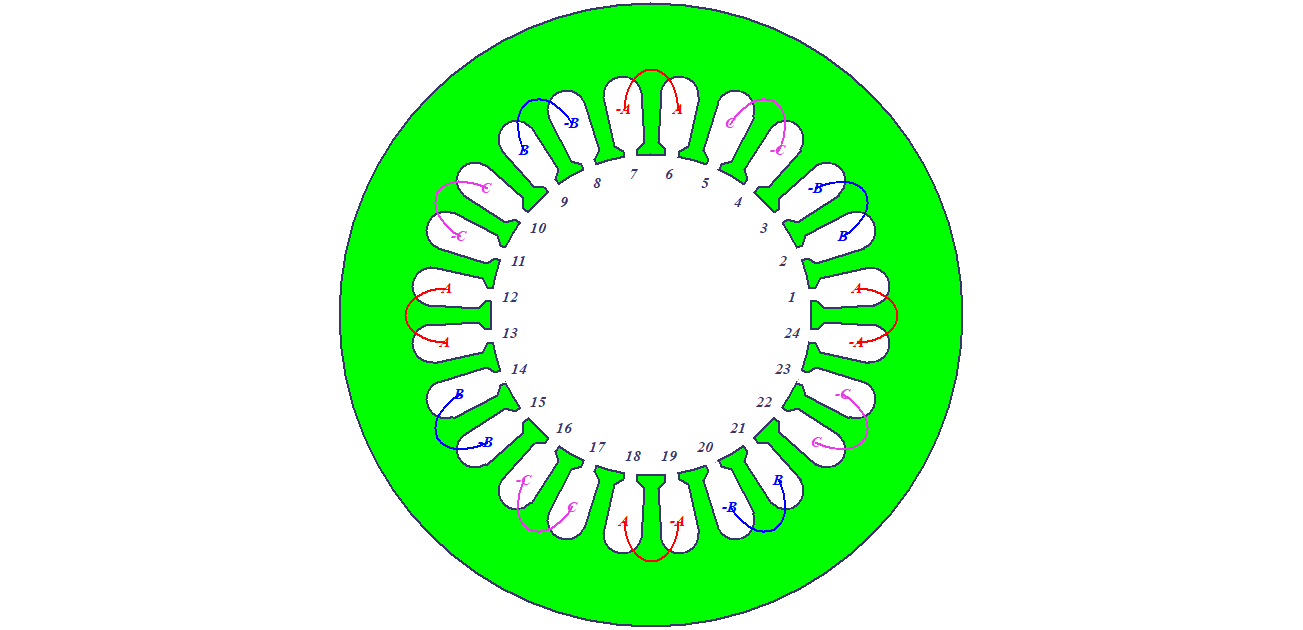 -A A
-B C
B -C
7 6
8 5
C -B
9 4
10 3
-C B
11 2
A A
12 1
13 24
-A -A
14 23
B -C
15 22
16 21
-B C
17 20
18 19
-C B
C -B
A -A